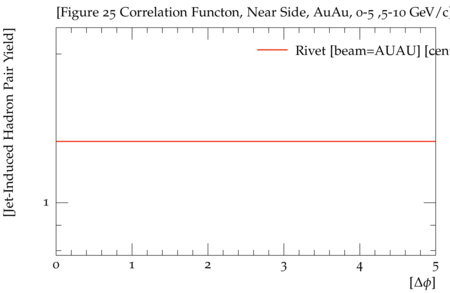 [Figure 25 Correlation Functon, Near Side, AuAu, 0-5 ,5-10 GeV/c]
Rivet [beam=AUAU] [cen
[Jet-Induced Hadron Pair Yield]
1
0 1 2 3 4 5
[Δϕ]